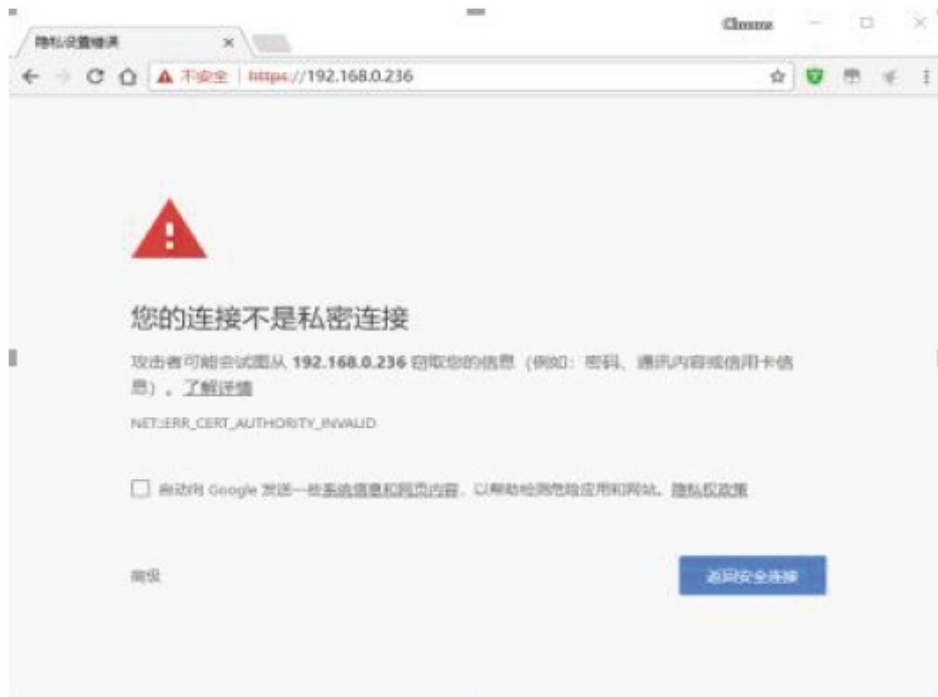 隐私设置错误
Chrome
不安全 | https://192.168.0.236
您的连接不是私密连接
攻击者可能会试图从 192.168.0.236 窃取您的信息（例如：密码、通讯内容或信用卡信
息）。了解详情
NET::ERR_CERT_AUTHORITY_INVALID
自动向 Google 发送一些系统信息和网页内容，以帮助检测危险应用和网站。隐私权政策
高级
返回安全连接